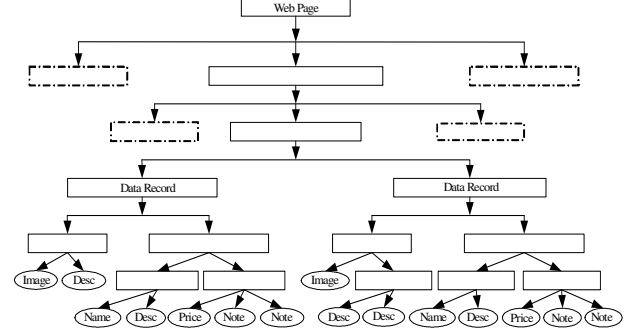 Web Page
Data Record Data Record
Image Desc Image
Name Desc Price Note Note Desc Desc Name Desc Price Note Note